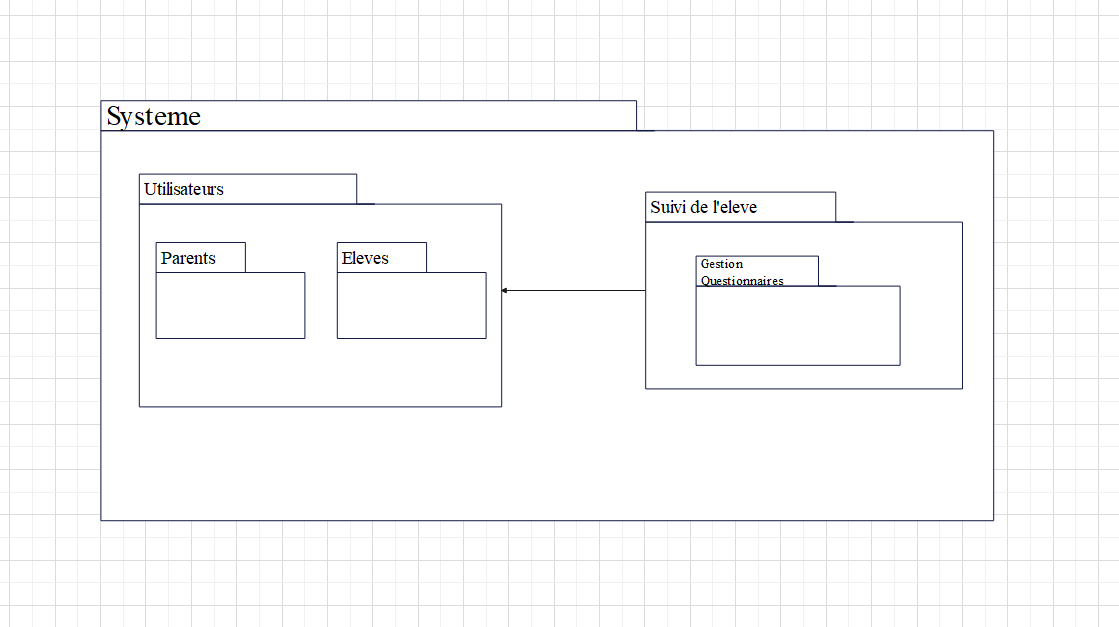 Systeme
Utilisateurs
Parents
Eleves
Suivi de l'eleve
Gestion
Questionnaires